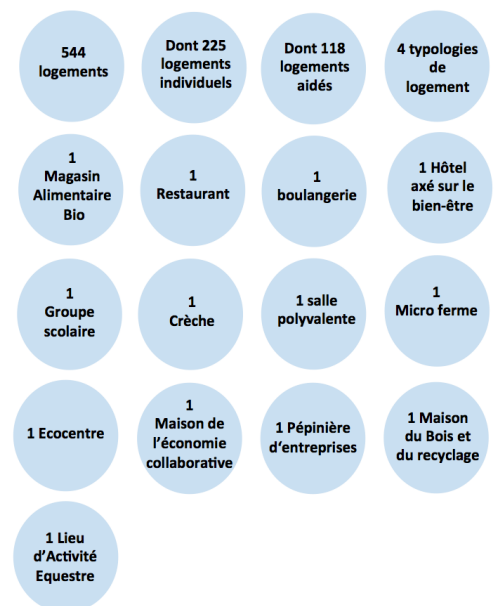 544
logements
Dont 225
logements
individuels
Dont 118
logements
aidés
4 typologies
de
logement
1
Magasin
Alimentaire
Bio
1
Restaurant
1
boulangerie
1 Hôtel
axé sur le
bien-être
1
Groupe
scolaire
1
Crèche
1 salle
polyvalente
1
Micro ferme
1 Ecocentre
1
Maison de
l'économie
collaborative
1 Pépinière
d'entreprises
1 Maison
du Bois et
du recyclage
1 Lieu
d'Activité
Equestre